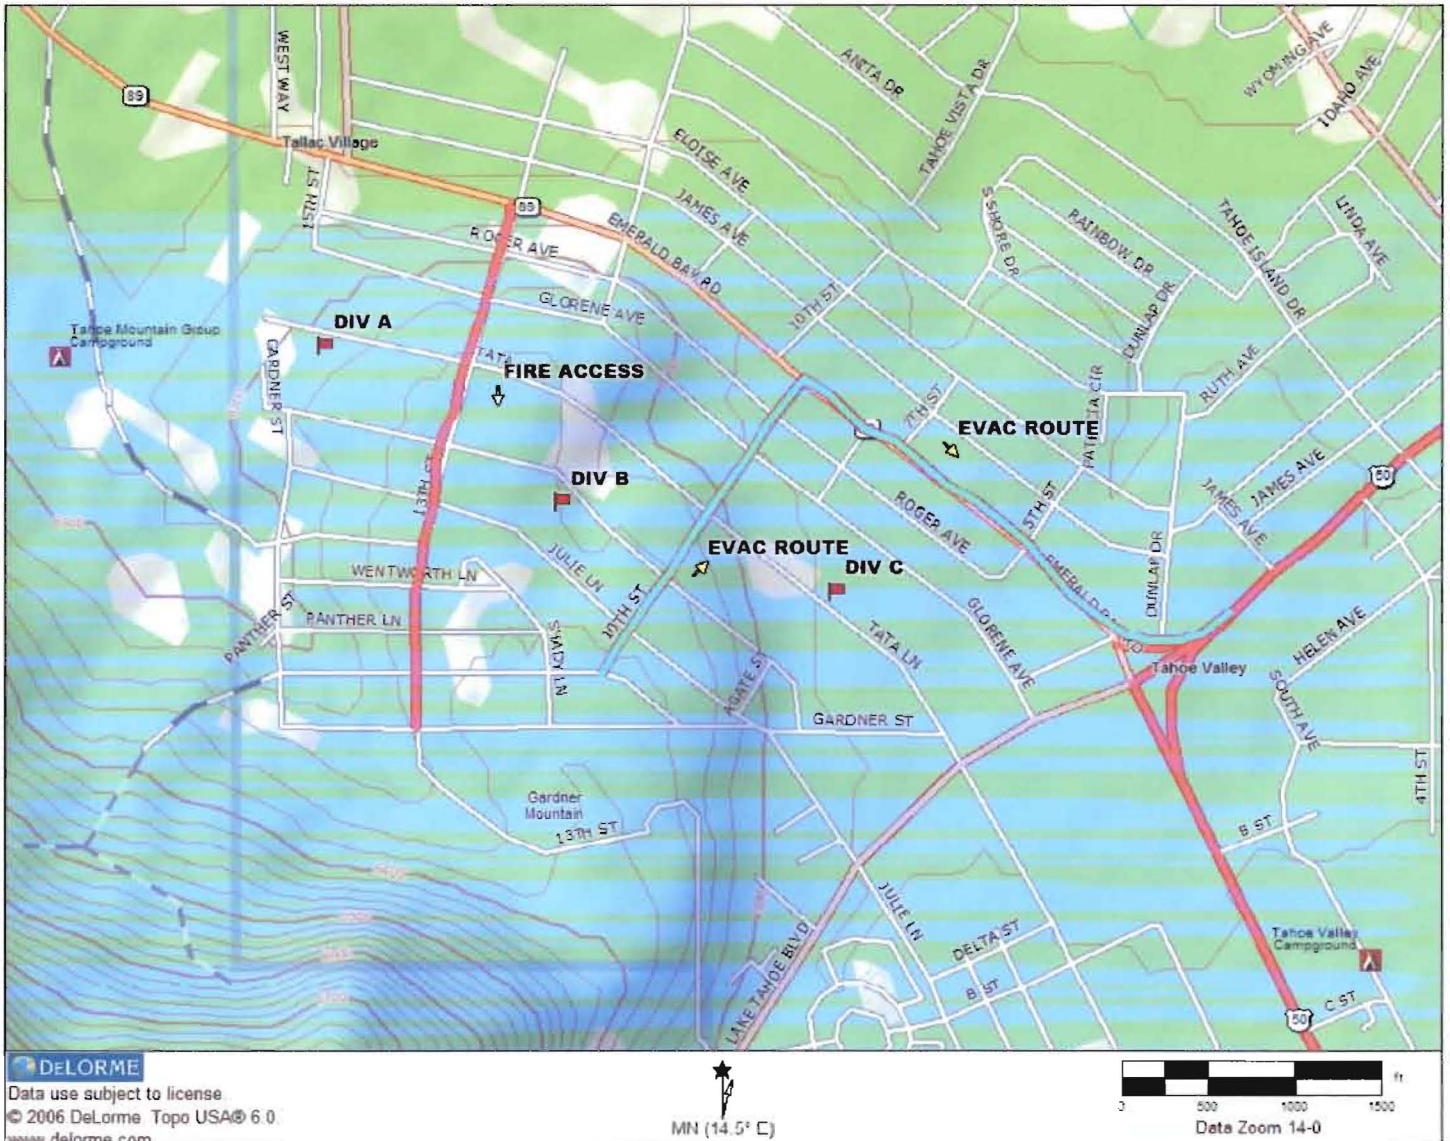 WEST WAY
ANITA DR
TAHOE VISTA DR
WYOMING AVE
IDAHO AVE
89
Tallac Village
ELOISE AVE
15TH ST
JAMES AVE
S SHORE DR
RAINBOW DR
TAHOE ISLAND DR
LINDA AVE
89
EMERALD BAY RD
ROGER AVE
GLORENE AVE
10TH ST
DUNLAP DR
DIV A
Tahoe Mountain Group
Campground
GARDNER ST
TATA
FIRE ACCESS
RUTH AVE
PATRICIA CIR
7TH ST
EVAC ROUTE
DIV B
50
JAMES AVE
JAMES AVE
ROGER AVE
5TH ST
EVAC ROUTE
DIV C
JULIE LN
10TH ST
WENTWORTH LN
PANTHER LN
PANTHER ST
SHADY LN
EMERALD BAY
DUNLAP DR
GLORENE AVE
TATA LN
HELEN AVE
Tahoe Valley
AGATE ST
SOUTH AVE
GARDNER ST
4TH ST
Gardner
Mountain
13TH ST
B ST
JULIE LN
DELTA ST
B ST
LAKE TAHOE BLVD
Tahoe Valley
Campground
C ST
50
DELORME
Data use subject to license.
© 2006 DeLorme. Topo USA® 6.0.
www.delorme.com
MN (14.5° E)
ft
0 500 1000 1500
Data Zoom 14-0